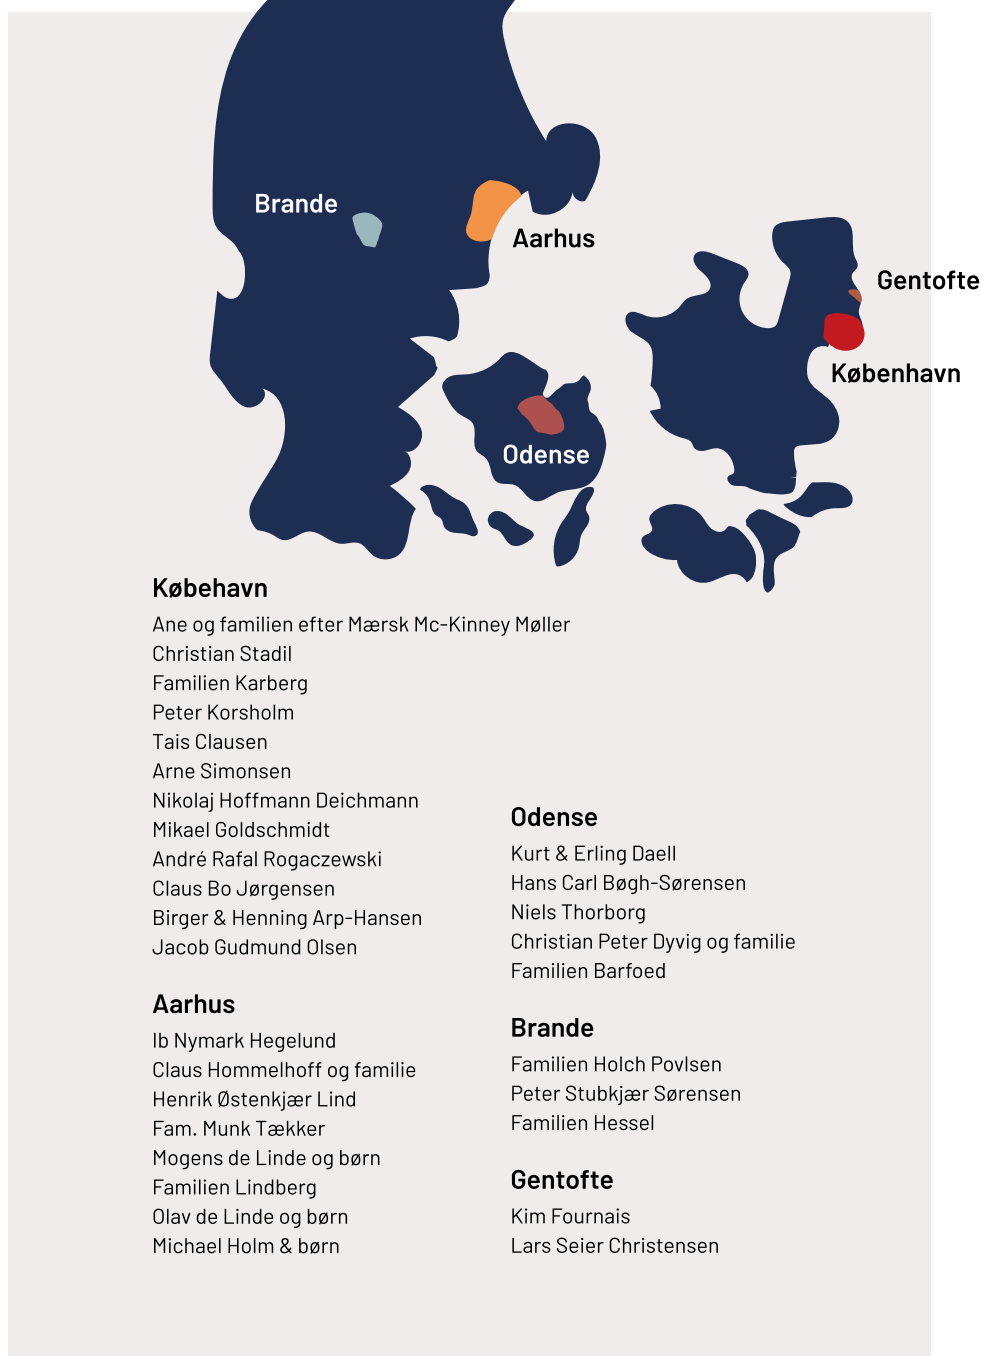 Brande
Aarhus
Gentofte
København
Odense
Købehavn
Ane og familien efter Mærsk Mc-Kinney Møller
Christian Stadil
Familien Karberg
Peter Korsholm
Tais Clausen
Arne Simonsen
Nikolaj Hoffmann Deichmann
Mikael Goldschmidt
André Rafal Rogaczewski
Claus Bo Jørgensen
Birger & Henning Arp-Hansen
Jacob Gudmund Olsen
Aarhus
Ib Nymark Hegelund
Claus Hommelhoff og familie
Henrik Østenkjær Lind
Fam. Munk Tækker
Mogens de Linde og børn
Familien Lindberg
Olav de Linde og børn
Michael Holm & børn
Odense
Kurt & Erling Daell
Hans Carl Bøgh-Sørensen
Niels Thorborg
Christian Peter Dyvig og familie
Familien Barfoed
Brande
Familien Holch Povlsen
Peter Stubkjær Sørensen
Familien Hessel
Gentofte
Kim Fournais
Lars Seier Christensen